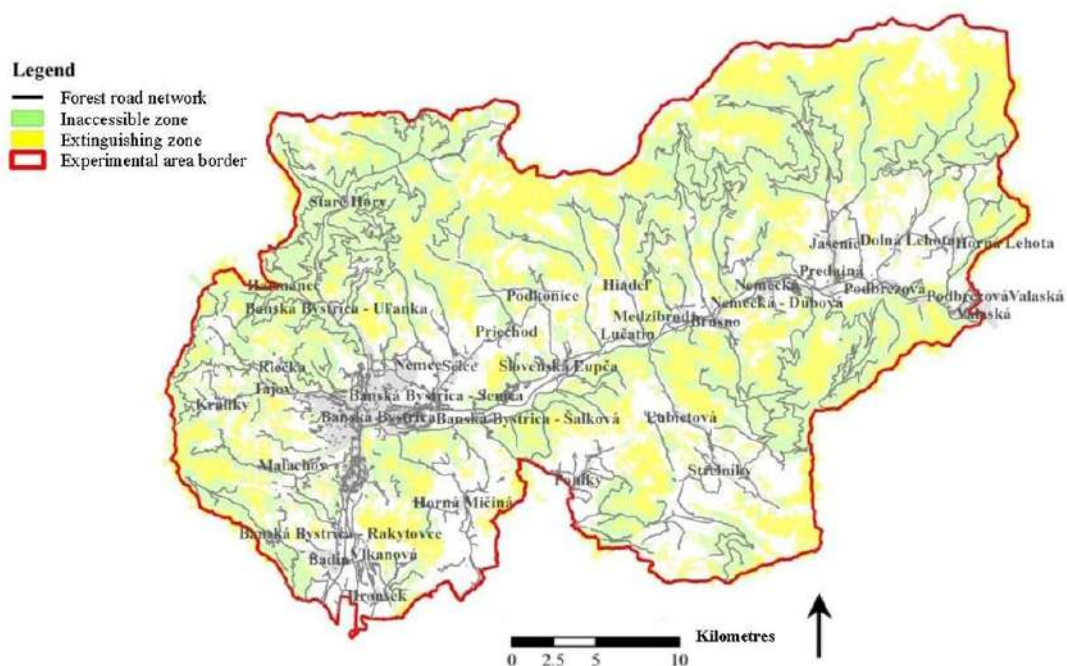 Legend
Forest road network
Inaccessible zone
Extinguishing zone
Experimental area border
Staré Hory
Harmanec
Banská Bystrica - Uľanka
Jasenie
Dolná Lehota
Horná Lehota
Predajná
Nemecká
Podbrezová
Hiadeľ
Podkonice
Nemecká - Dubová
Podbrezová
Valaská
Valaská
Medzibrod
Brusno
Priechod
Lučatín
Riečka
Nemce
Selce
Slovenská Ľupča
Tajov
Králiky
Banská Bystrica - Senica
Banská Bystrica
Banská Bystrica - Šalková
Ľubietová
Malachov
Strelníky
Poniky
Horná Mičiná
Banská Bystrica - Rakytovce
Badín
Vlkanová
Hronsek
Kilometres
0 2.5 5 10